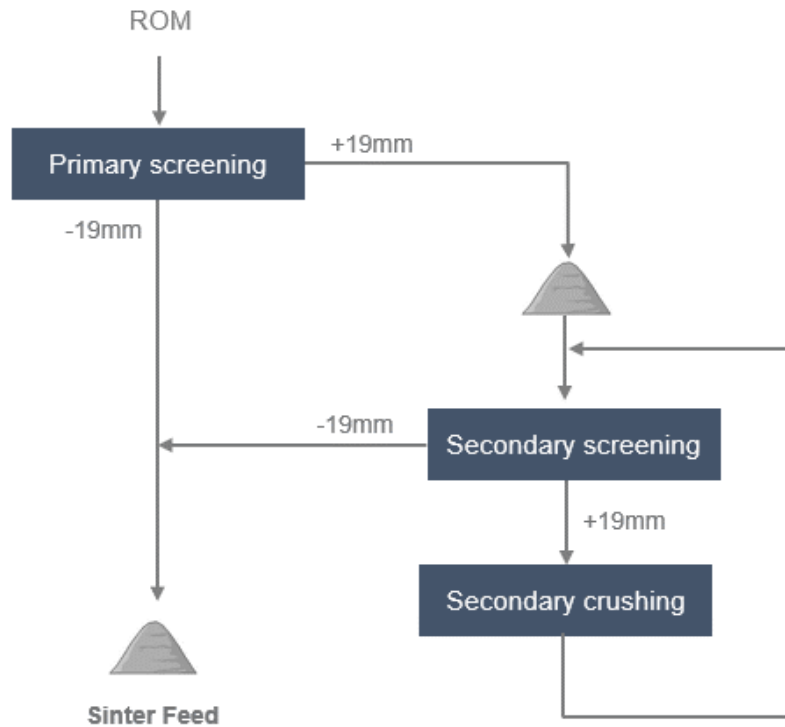 ROM
Primary screening
+19mm
-19mm
-19mm
Secondary screening
+19mm
Secondary crushing
Sinter Feed